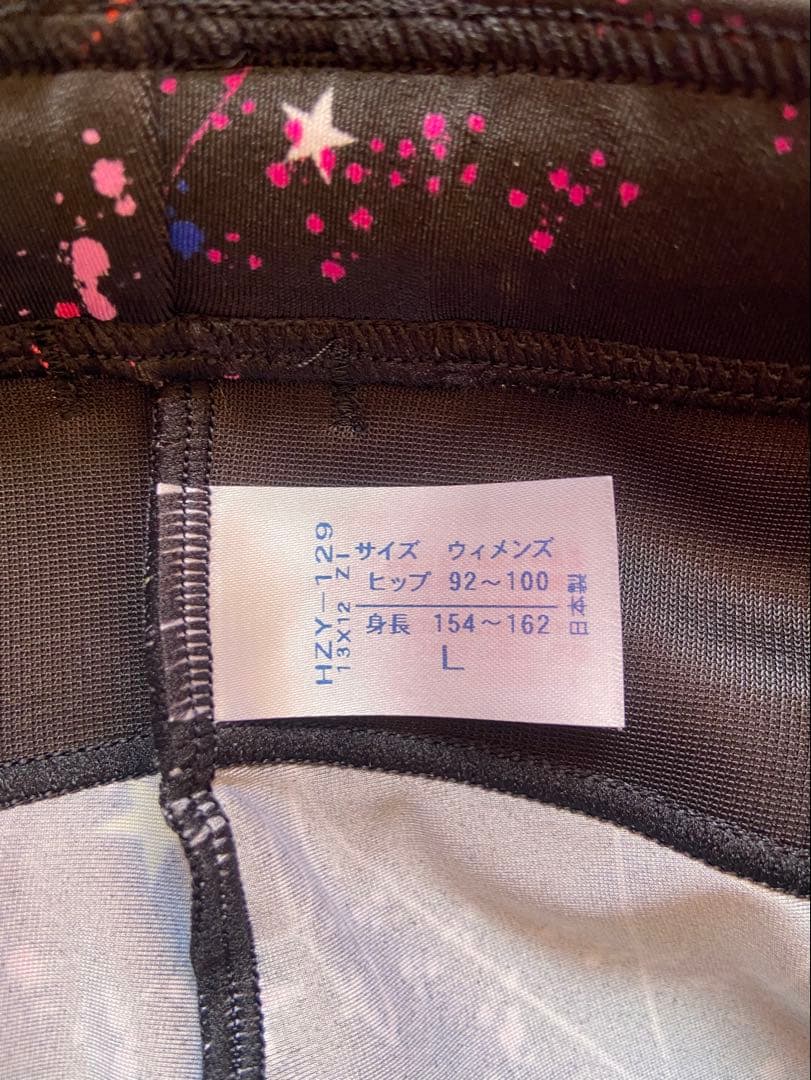 サイズ ウィメンズ
ヒップ 92～100
身長 154～162
L
HZY－129
13X12 Z I
日本製